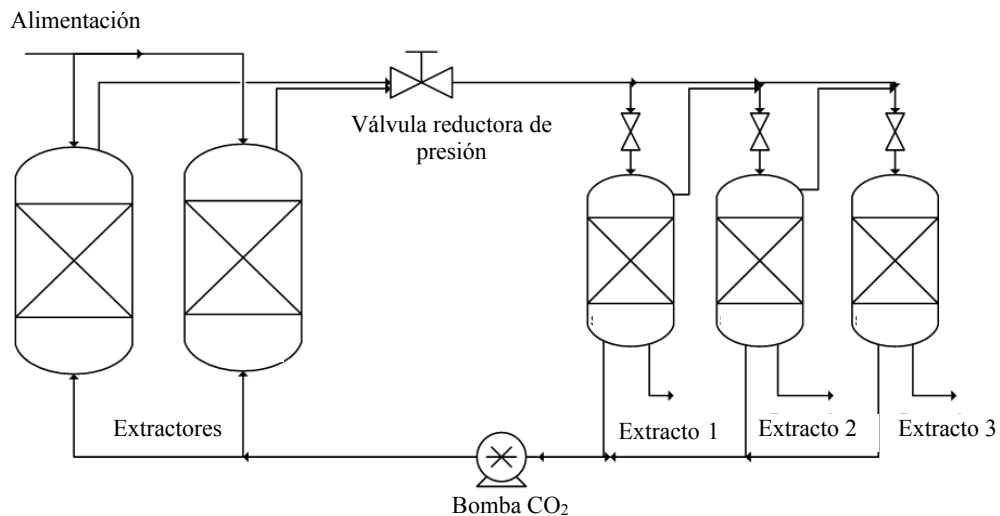 Alimentación
Válvula reductora de
presión
Extractores
Extracto 1
Extracto 2
Extracto 3
Bomba CO₂